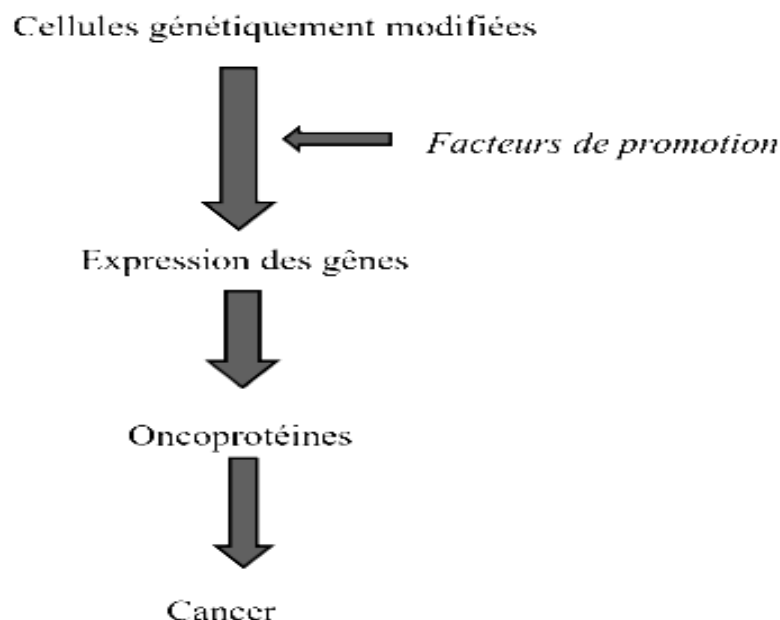 Cellules génétiquement modifiées
Facteurs de promotion
Expression des gênes
Oncoprotéines
Cancer